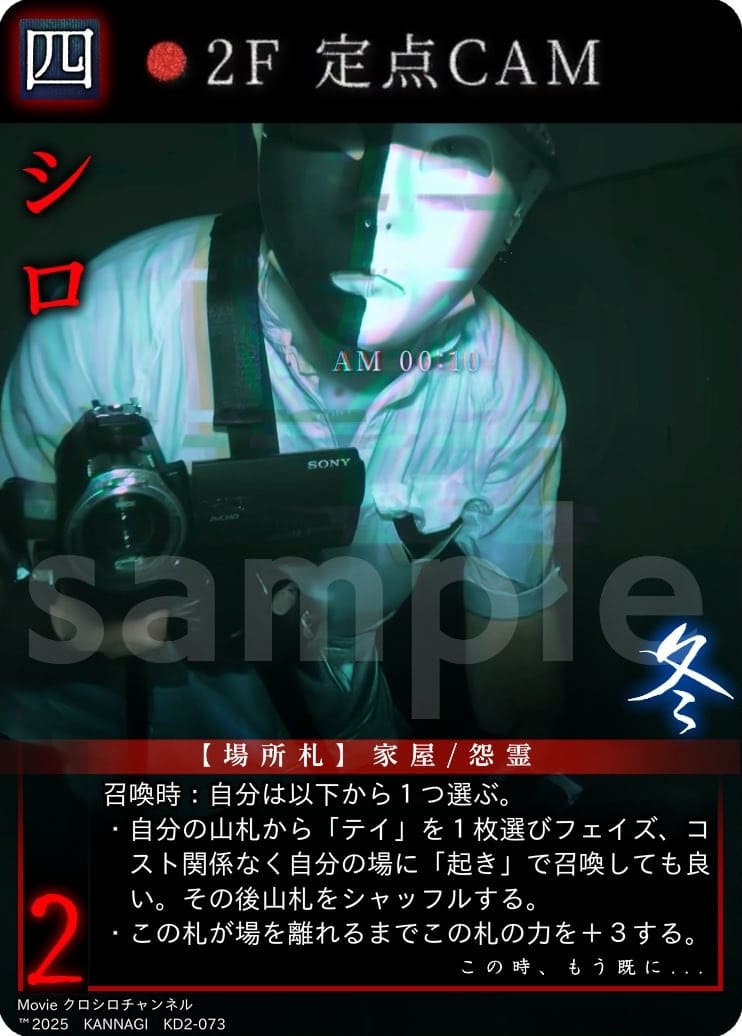 四
2F 定点CAM
シロ
AM 00:10
SONY
AVCHD
sample
冬
【場所札】家屋/怨霊
召喚時：自分は以下から１つ選ぶ。
・自分の山札から「テイ」を１枚選びフェイズ、コ
スト関係なく自分の場に「起き」で召喚しても良
い。その後山札をシャッフルする。
・この札が場を離れるまでこの札の力を＋３する。
この時、もう既に...
2
Movie クロシロチャンネル
™2025 KANNAGI KD2-073